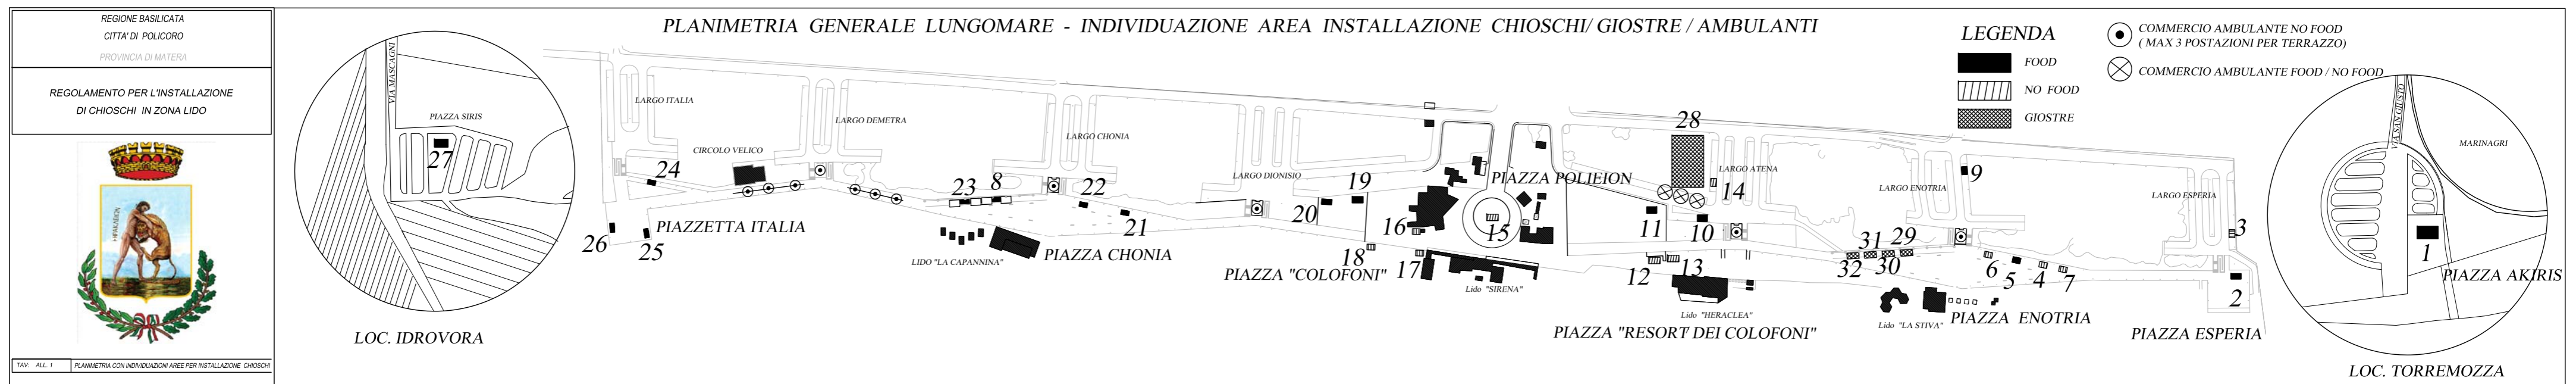 REGIONE BASILICATA
CITTA' DI POLICORO
PROVINCIA DI MATERA
REGOLAMENTO PER L'INSTALLAZIONE
DI CHIOSCHI IN ZONA LIDO
TAV: ALL. 1 PLANIMETRIA CON INDIVIDUAZIONI AREE PER INSTALLAZIONE CHIOSCHI
PLANIMETRIA GENERALE LUNGOMARE - INDIVIDUAZIONE AREA INSTALLAZIONE CHIOSCHI/ GIOSTRE / AMBULANTI
LEGENDA
FOOD
NO FOOD
GIOSTRE
COMMERCIO AMBULANTE NO FOOD
( MAX 3 POSTAZIONI PER TERRAZZO)
COMMERCIO AMBULANTE FOOD / NO FOOD
VIA MASCAGNI
PIAZZA SIRIS
27
LOC. IDROVORA
LARGO ITALIA
24
26
25
PIAZZETTA ITALIA
CIRCOLO VELICO
LARGO DEMETRA
23
8
LIDO "LA CAPANNINA"
LARGO CHONIA
22
21
PIAZZA CHONIA
LARGO DIONISIO
20
19
18
PIAZZA "COLOFONI"
16
17
PIAZZA POLIEION
15
Lido "SIRENA"
28
LARGO ATENA
14
11
10
12
13
Lido "HERACLEA"
PIAZZA "RESORT DEI COLOFONI"
LARGO ENOTRIA
9
31
29
32
30
6
5
4
7
Lido "LA STIVA"
PIAZZA ENOTRIA
LARGO ESPERIA
3
2
PIAZZA ESPERIA
VIA SAN GIUSTO
MARINAGRI
1
PIAZZA AKIRIS
LOC. TORREMOZZA